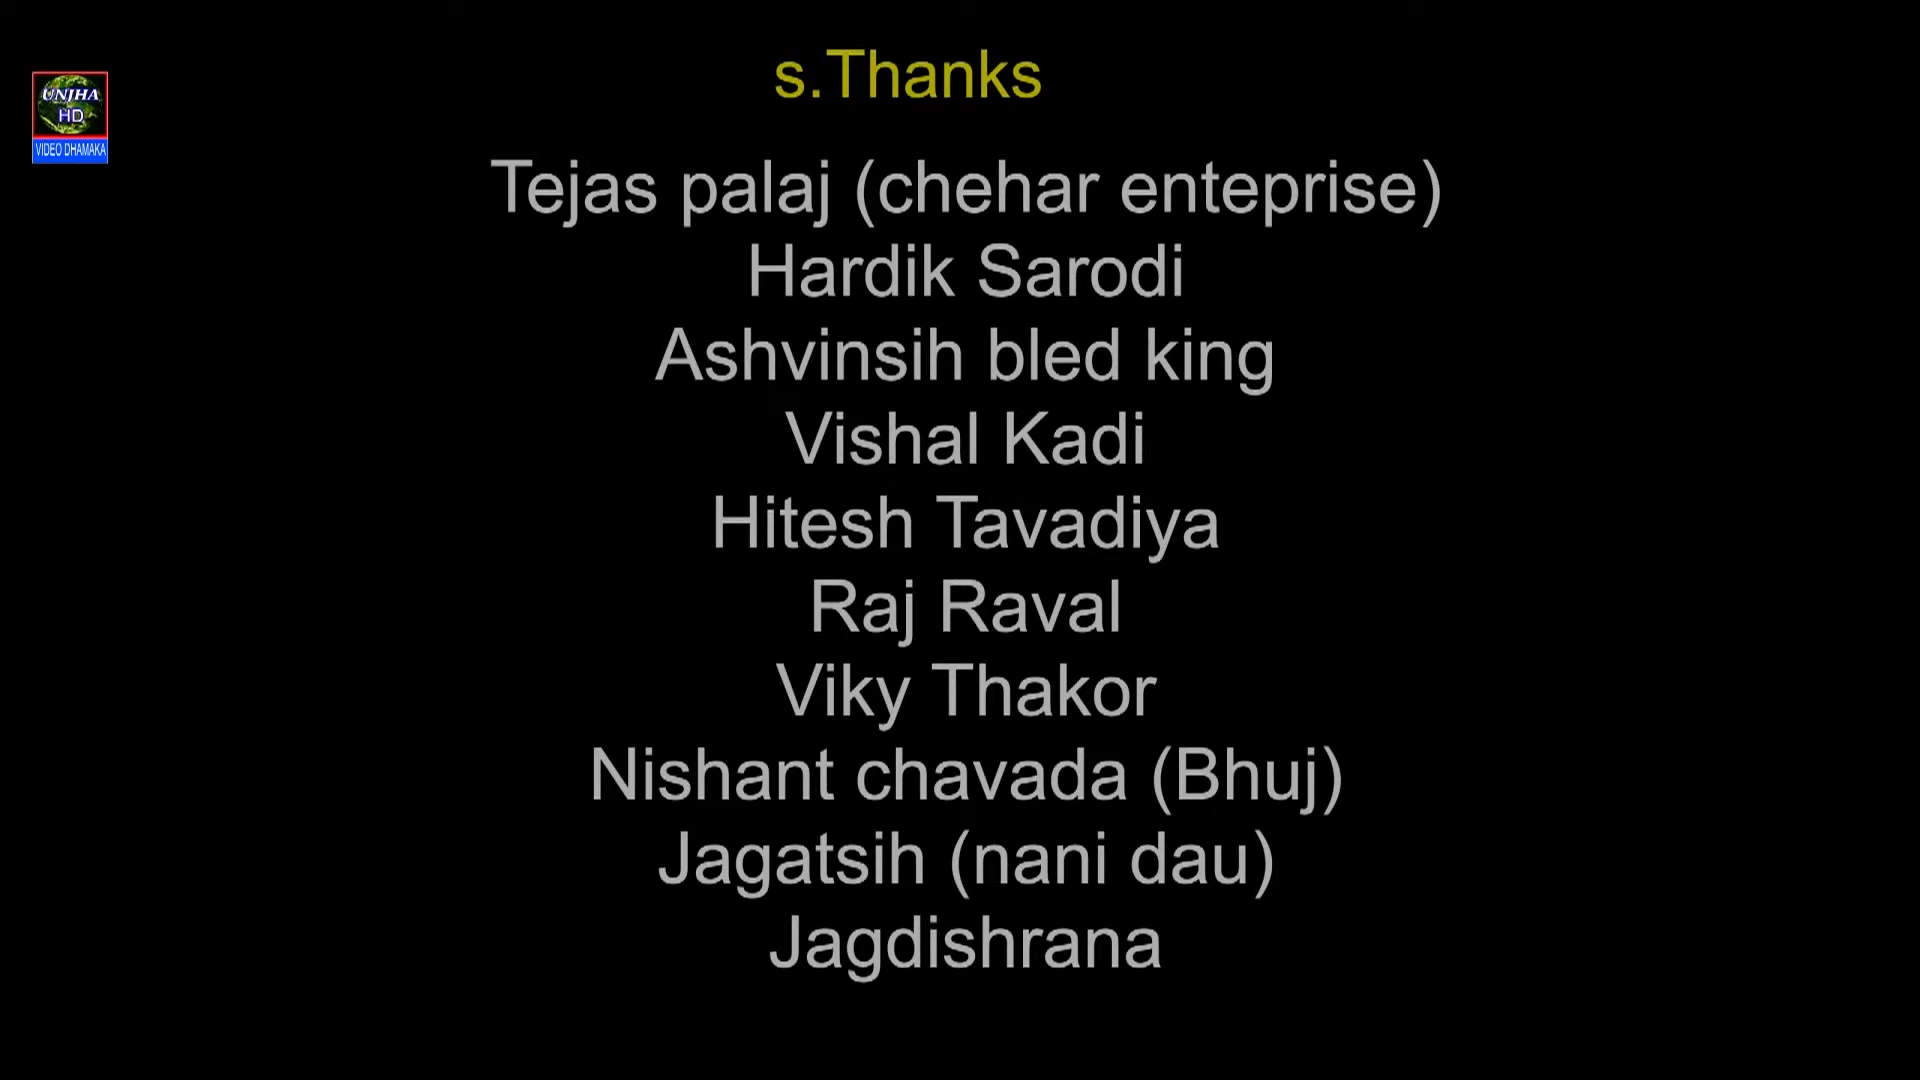 s.Thanks
UNJHA
HD
VIDEO DHAMAKA
Tejas palaj (chehar enteprise)
Hardik Sarodi
Ashvinsih bled king
Vishal Kadi
Hitesh Tavadiya
Raj Raval
Viky Thakor
Nishant chavada (Bhuj)
Jagatsih (nani dau)
Jagdishrana